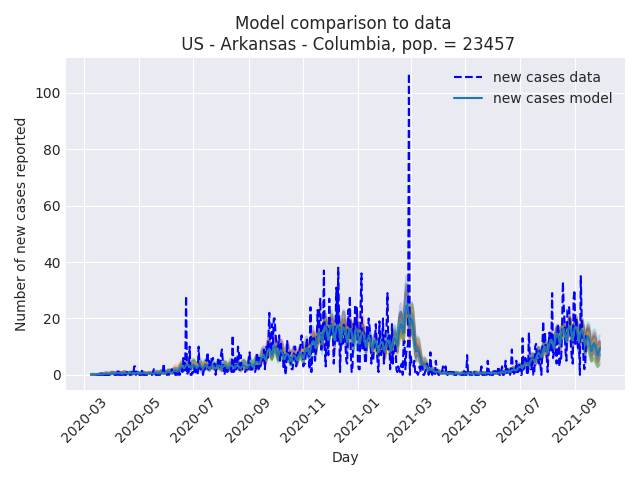 Model comparison to data
US - Arkansas - Columbia, pop. = 23457
new cases data
new cases model
Number of new cases reported
100
80
60
40
20
0
2020-03
2020-05
2020-07
2020-09
2020-11
2021-01
2021-03
2021-05
2021-07
2021-09
Day